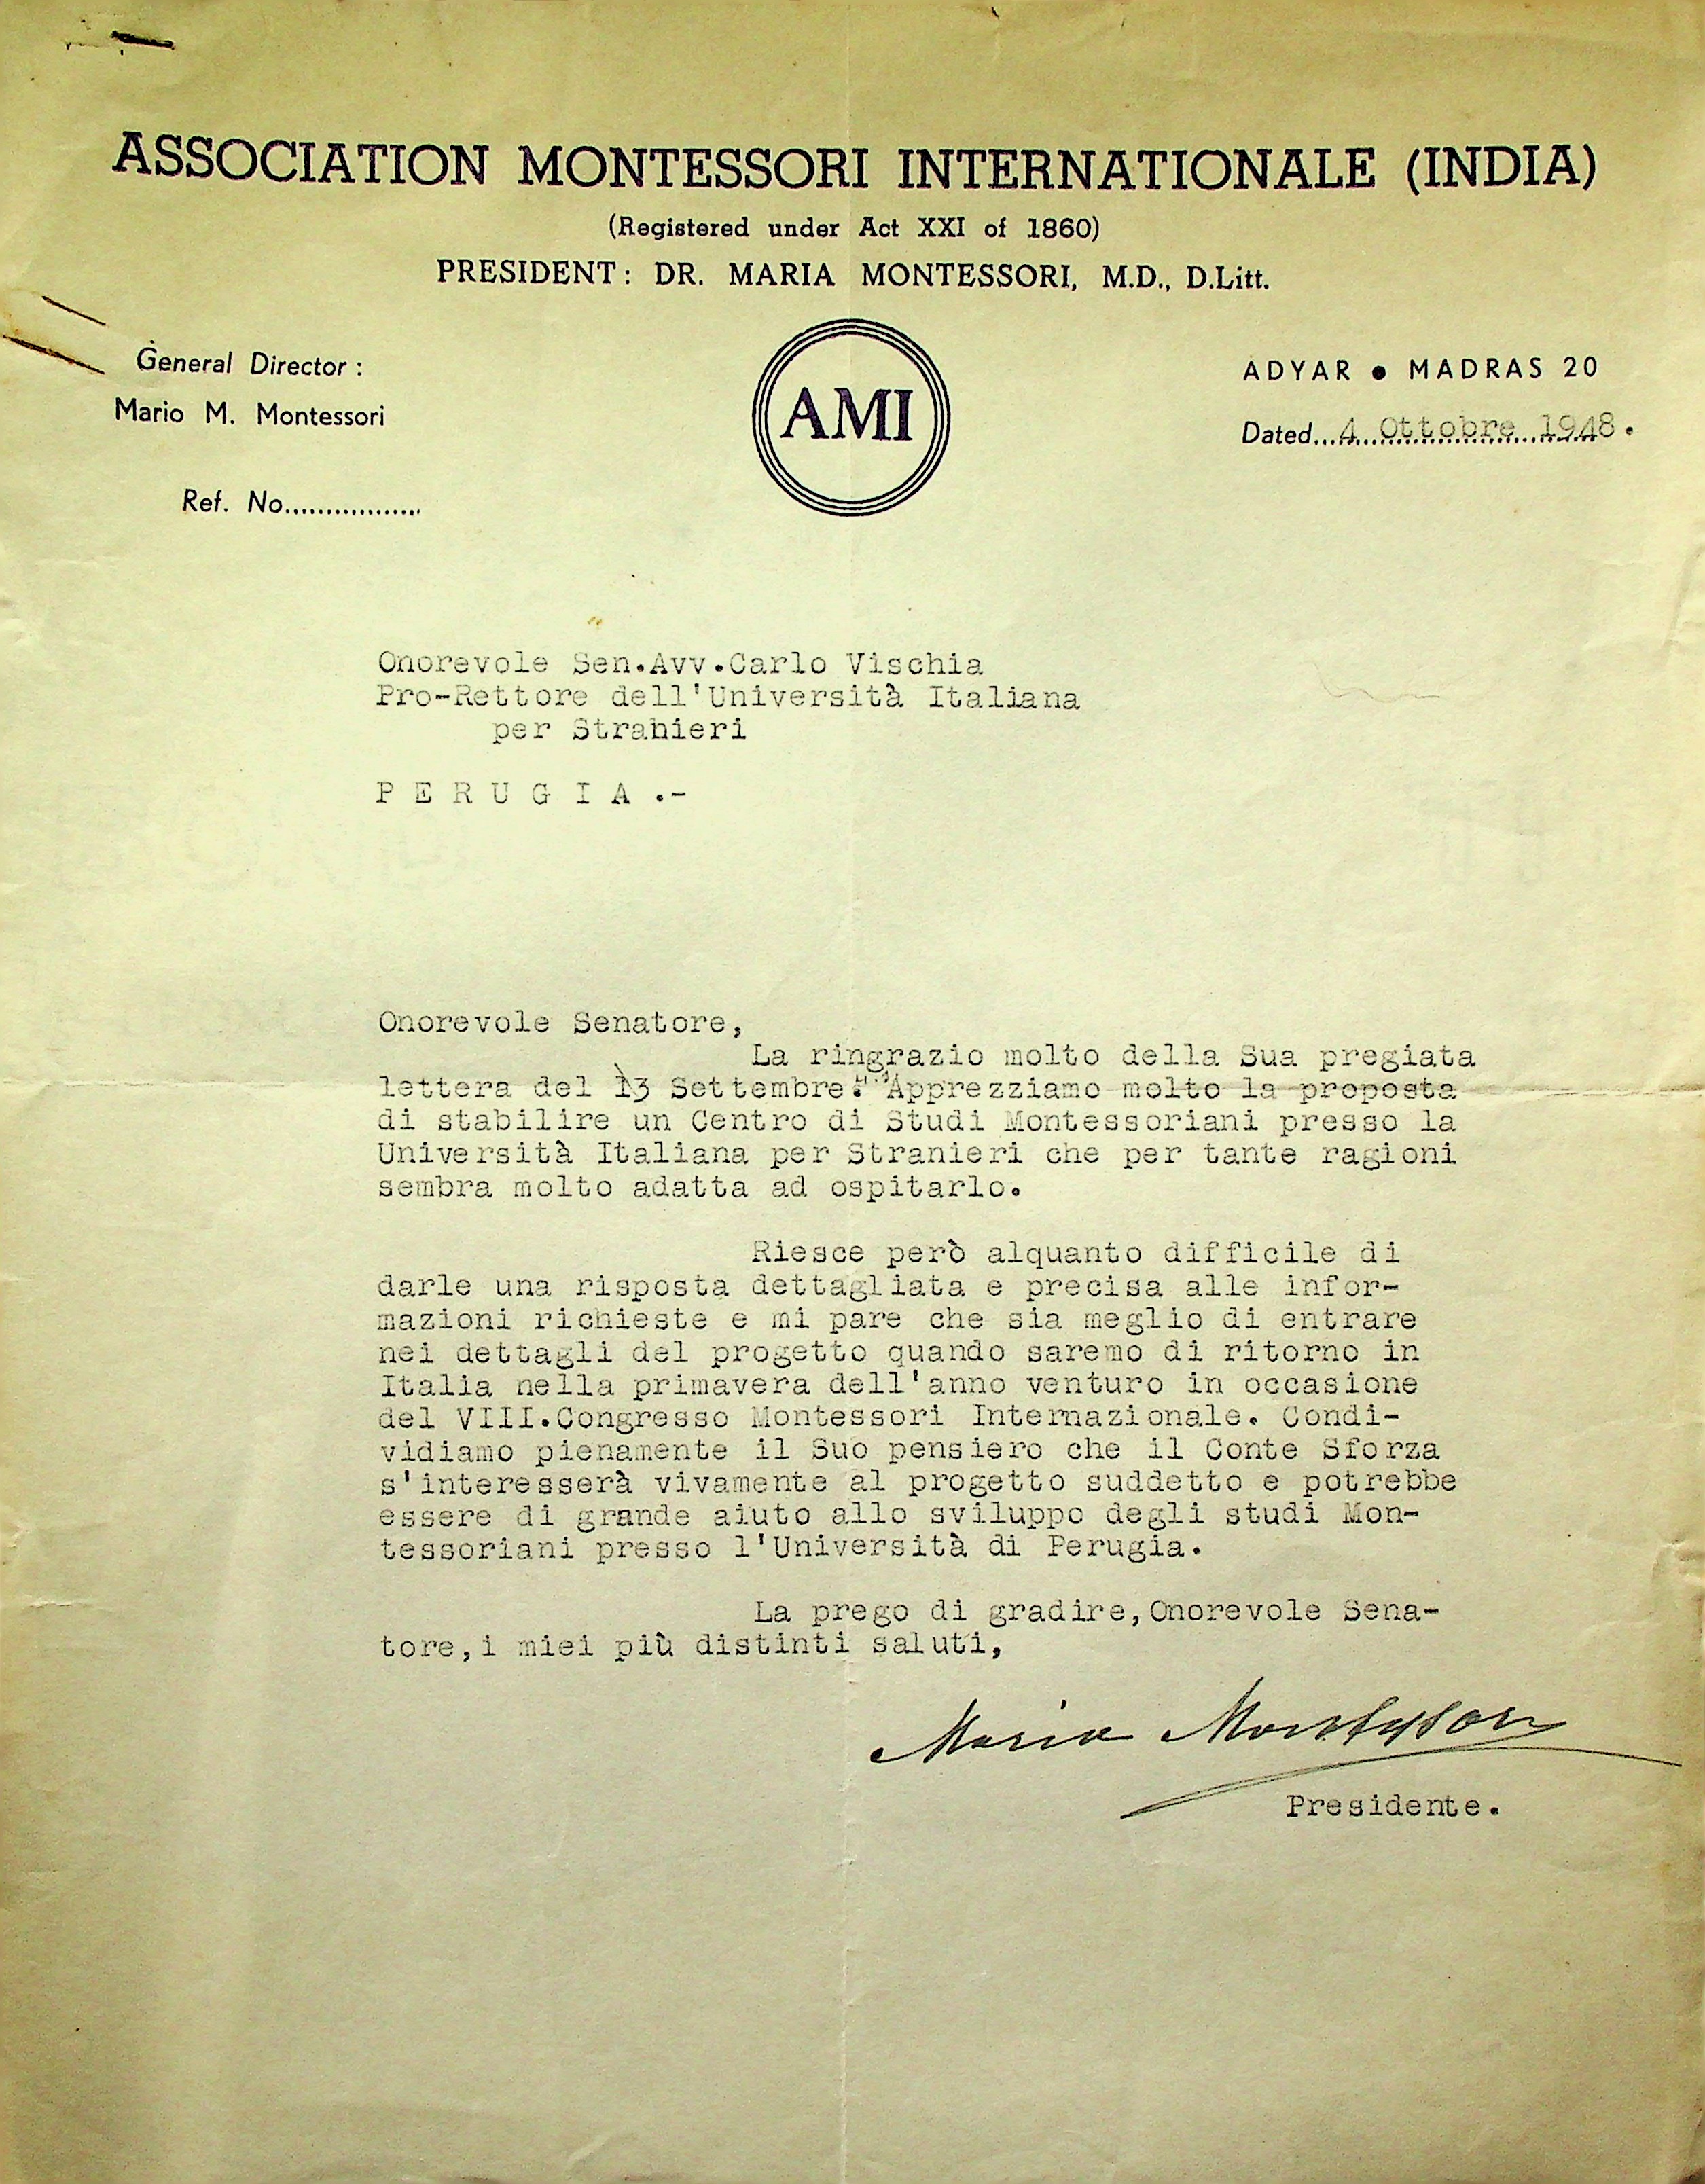 ASSOCIATION MONTESSORI INTERNATIONALE (INDIA)
(Registered under Act XXI of 1860)
PRESIDENT: DR. MARIA MONTESSORI, M.D., D.Litt.
General Director :
Mario M. Montessori
Ref. No.................
AMI
ADYAR ● MADRAS 20
Dated...4 Ottobre 1948.
Onorevole Sen.Avv.Carlo Vischia
Pro-Rettore dell'Università Italiana
per Stranieri
P E R U G I A .-
Onorevole Senatore,
La ringrazio molto della Sua pregiata
lettera del 13 Settembre. Apprezziamo molto la proposta
di stabilire un Centro di Studi Montessoriani presso la
Università Italiana per Stranieri che per tante ragioni
sembra molto adatta ad ospitarlo.
Riesce però alquanto difficile di
darle una risposta dettagliata e precisa alle infor-
mazioni richieste e mi pare che sia meglio di entrare
nei dettagli del progetto quando saremo di ritorno in
Italia nella primavera dell'anno venturo in occasione
del VIII.Congresso Montessori Internazionale. Condi-
vidiamo pienamente il Suo pensiero che il Conte Sforza
s'interesserà vivamente al progetto suddetto e potrebbe
essere di grande aiuto allo sviluppo degli studi Mon-
tessoriani presso l'Università di Perugia.
La prego di gradire,Onorevole Sena-
tore,i miei più distinti saluti,
Maria Montessori
Presidente.